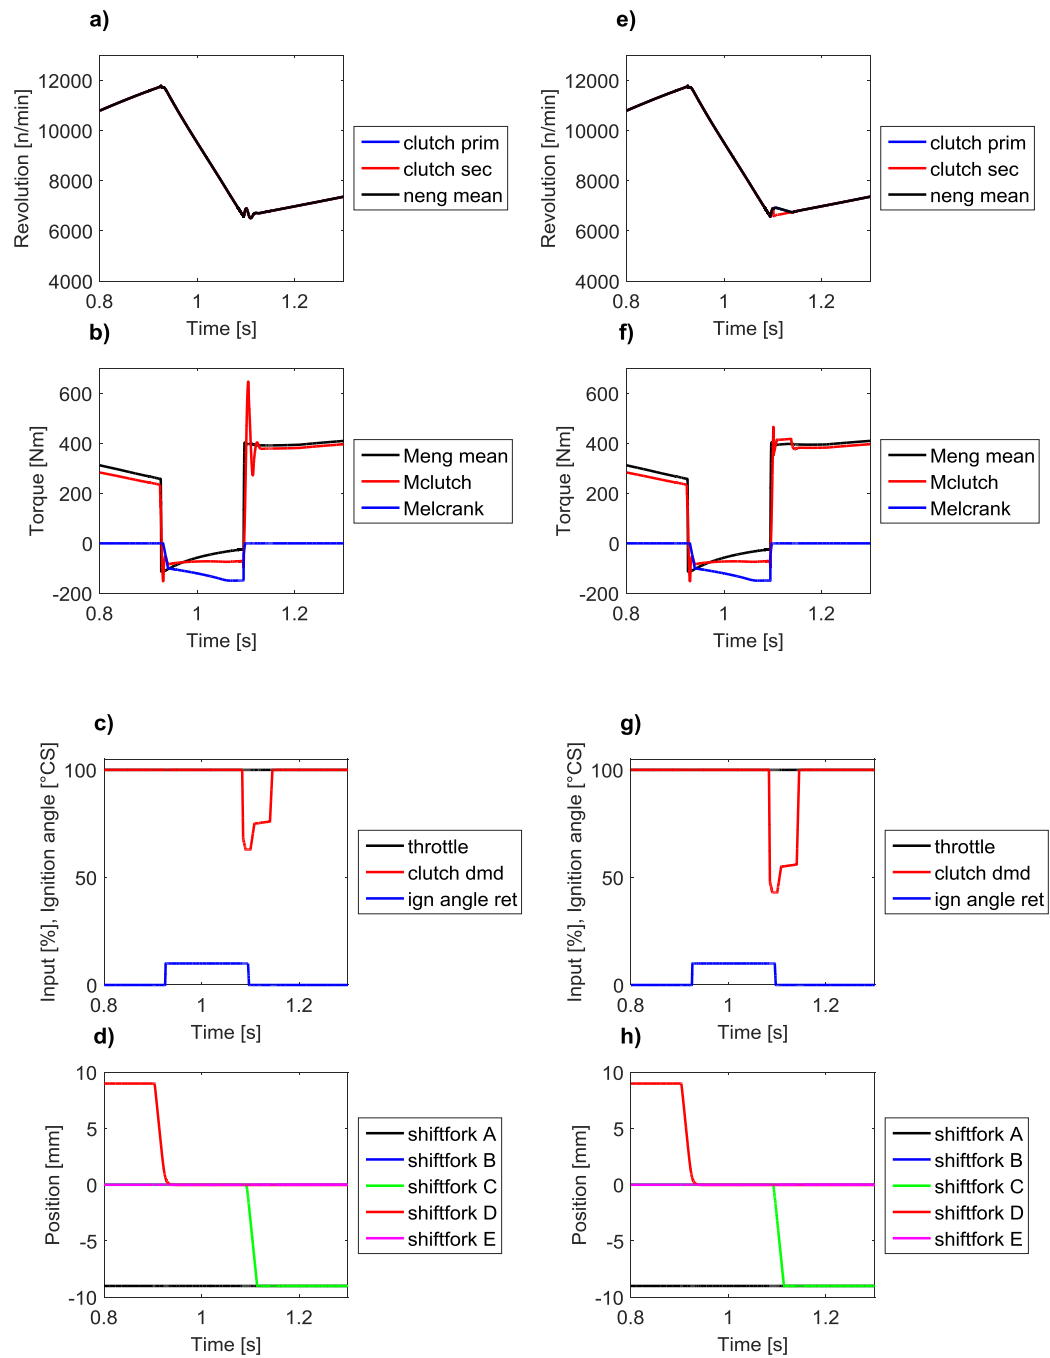 a)
Revolution [n/min]
12000
10000
8000
6000
4000
0.8
1
1.2
Time [s]
clutch prim
clutch sec
neng mean
e)
Revolution [n/min]
12000
10000
8000
6000
4000
0.8
1
1.2
Time [s]
clutch prim
clutch sec
neng mean
b)
Torque [Nm]
600
400
200
0
-200
0.8
1
1.2
Time [s]
Meng mean
Mclutch
Melcrank
f)
Torque [Nm]
600
400
200
0
-200
0.8
1
1.2
Time [s]
Meng mean
Mclutch
Melcrank
c)
Input [%], Ignition angle [°CS]
100
50
0
0.8
1
1.2
Time [s]
throttle
clutch dmd
ign angle ret
g)
Input [%], Ignition angle [°CS]
100
50
0
0.8
1
1.2
Time [s]
throttle
clutch dmd
ign angle ret
d)
Position [mm]
10
5
0
-5
-10
0.8
1
1.2
Time [s]
shiftfork A
shiftfork B
shiftfork C
shiftfork D
shiftfork E
h)
Position [mm]
10
5
0
-5
-10
0.8
1
1.2
Time [s]
shiftfork A
shiftfork B
shiftfork C
shiftfork D
shiftfork E